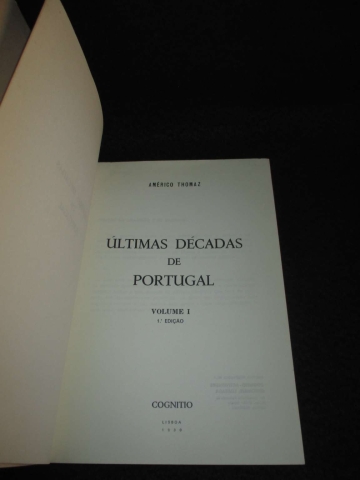 AMÉRICO THOMAZ
ÚLTIMAS DÉCADAS
DE
PORTUGAL
VOLUME I
1.ª EDIÇÃO
COGNITIO
LISBOA